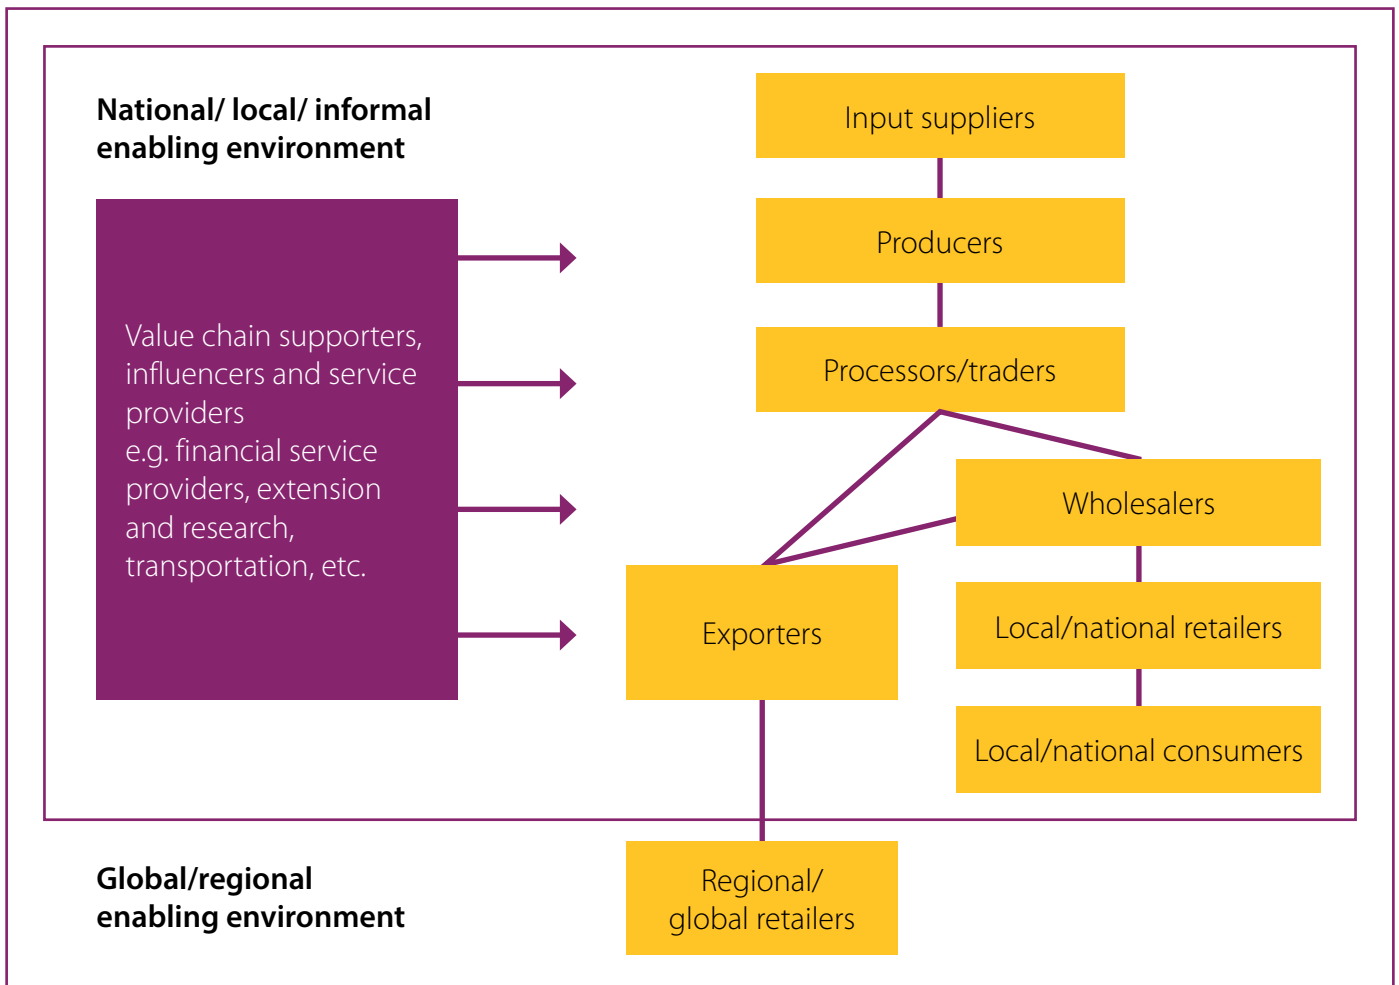 National/ local/ informal
enabling environment
Value chain supporters,
influencers and service
providers
e.g. financial service
providers, extension
and research,
transportation, etc.
Input suppliers
Producers
Processors/traders
Wholesalers
Exporters
Local/national retailers
Local/national consumers
Global/regional
enabling environment
Regional/
global retailers